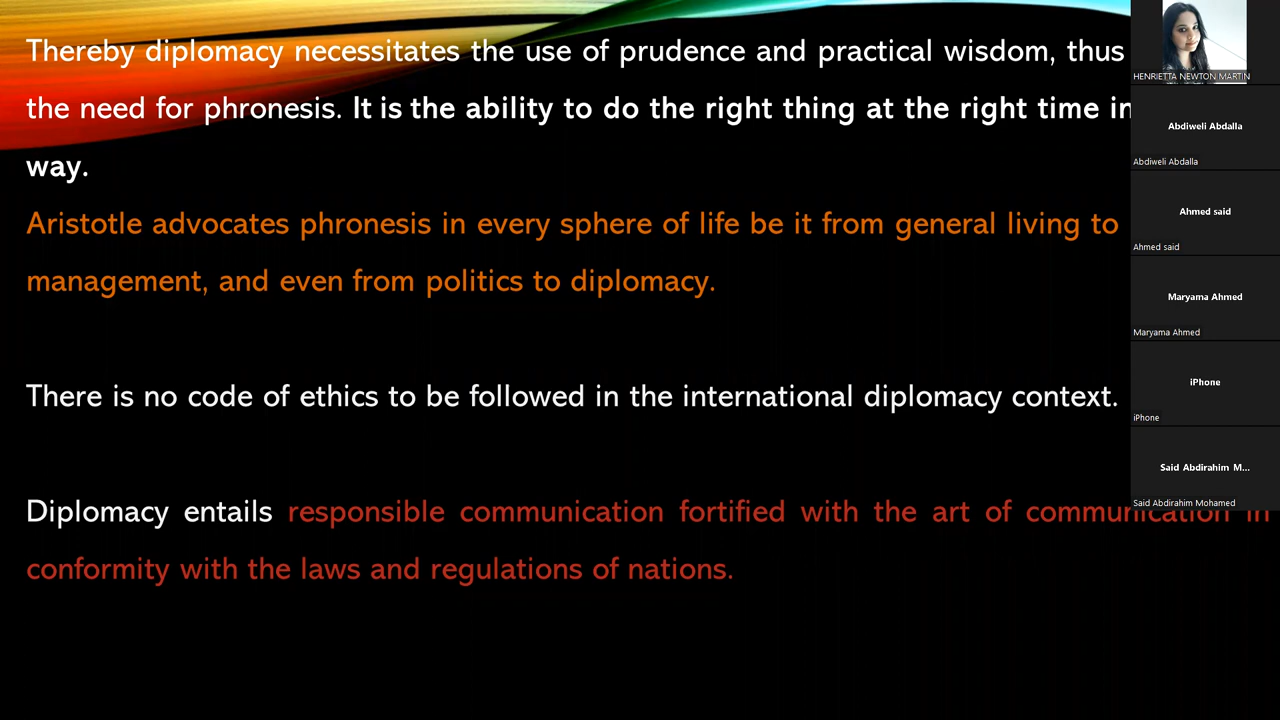 Thereby diplomacy necessitates the use of prudence and practical wisdom, thus
the need for phronesis. It is the ability to do the right thing at the right time in
way.
Aristotle advocates phronesis in every sphere of life be it from general living to
management, and even from politics to diplomacy.
There is no code of ethics to be followed in the international diplomacy context.
Diplomacy entails responsible communication fortified with the art of communication in
conformity with the laws and regulations of nations.
HENRIETTA NEWTON MARTIN
Abdiweli Abdalla
Abdiweli Abdalla
Ahmed said
Ahmed said
Maryama Ahmed
Maryama Ahmed
iPhone
iPhone
Said Abdirahim M...
Said Abdirahim Mohamed